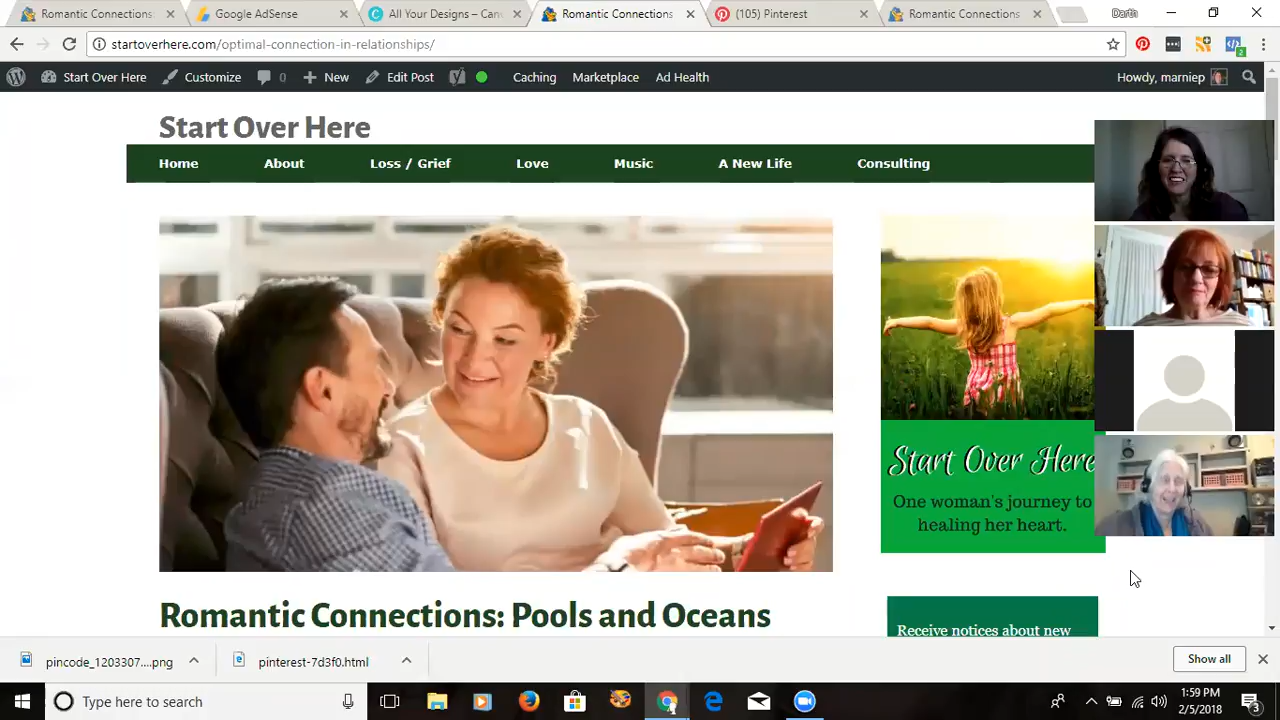 Romantic Connections:
Google AdSense
All Your Designs – Can
Romantic Connections
(105) Pinterest
Romantic Connections
Darth
startoverhere.com/optimal-connection-in-relationships/
2
Start Over Here
Customize
0
New
Edit Post
Caching
Marketplace
Ad Health
Howdy, marniep
Start Over Here
Home
About
Loss / Grief
Love
Music
A New Life
Consulting
Start Over Here
One woman's journey to
healing her heart.
Romantic Connections: Pools and Oceans
Receive notices about new
pincode_1203307....png
pinterest-7d3f0.html
Show all
Type here to search
1:59 PM
2/5/2018
3